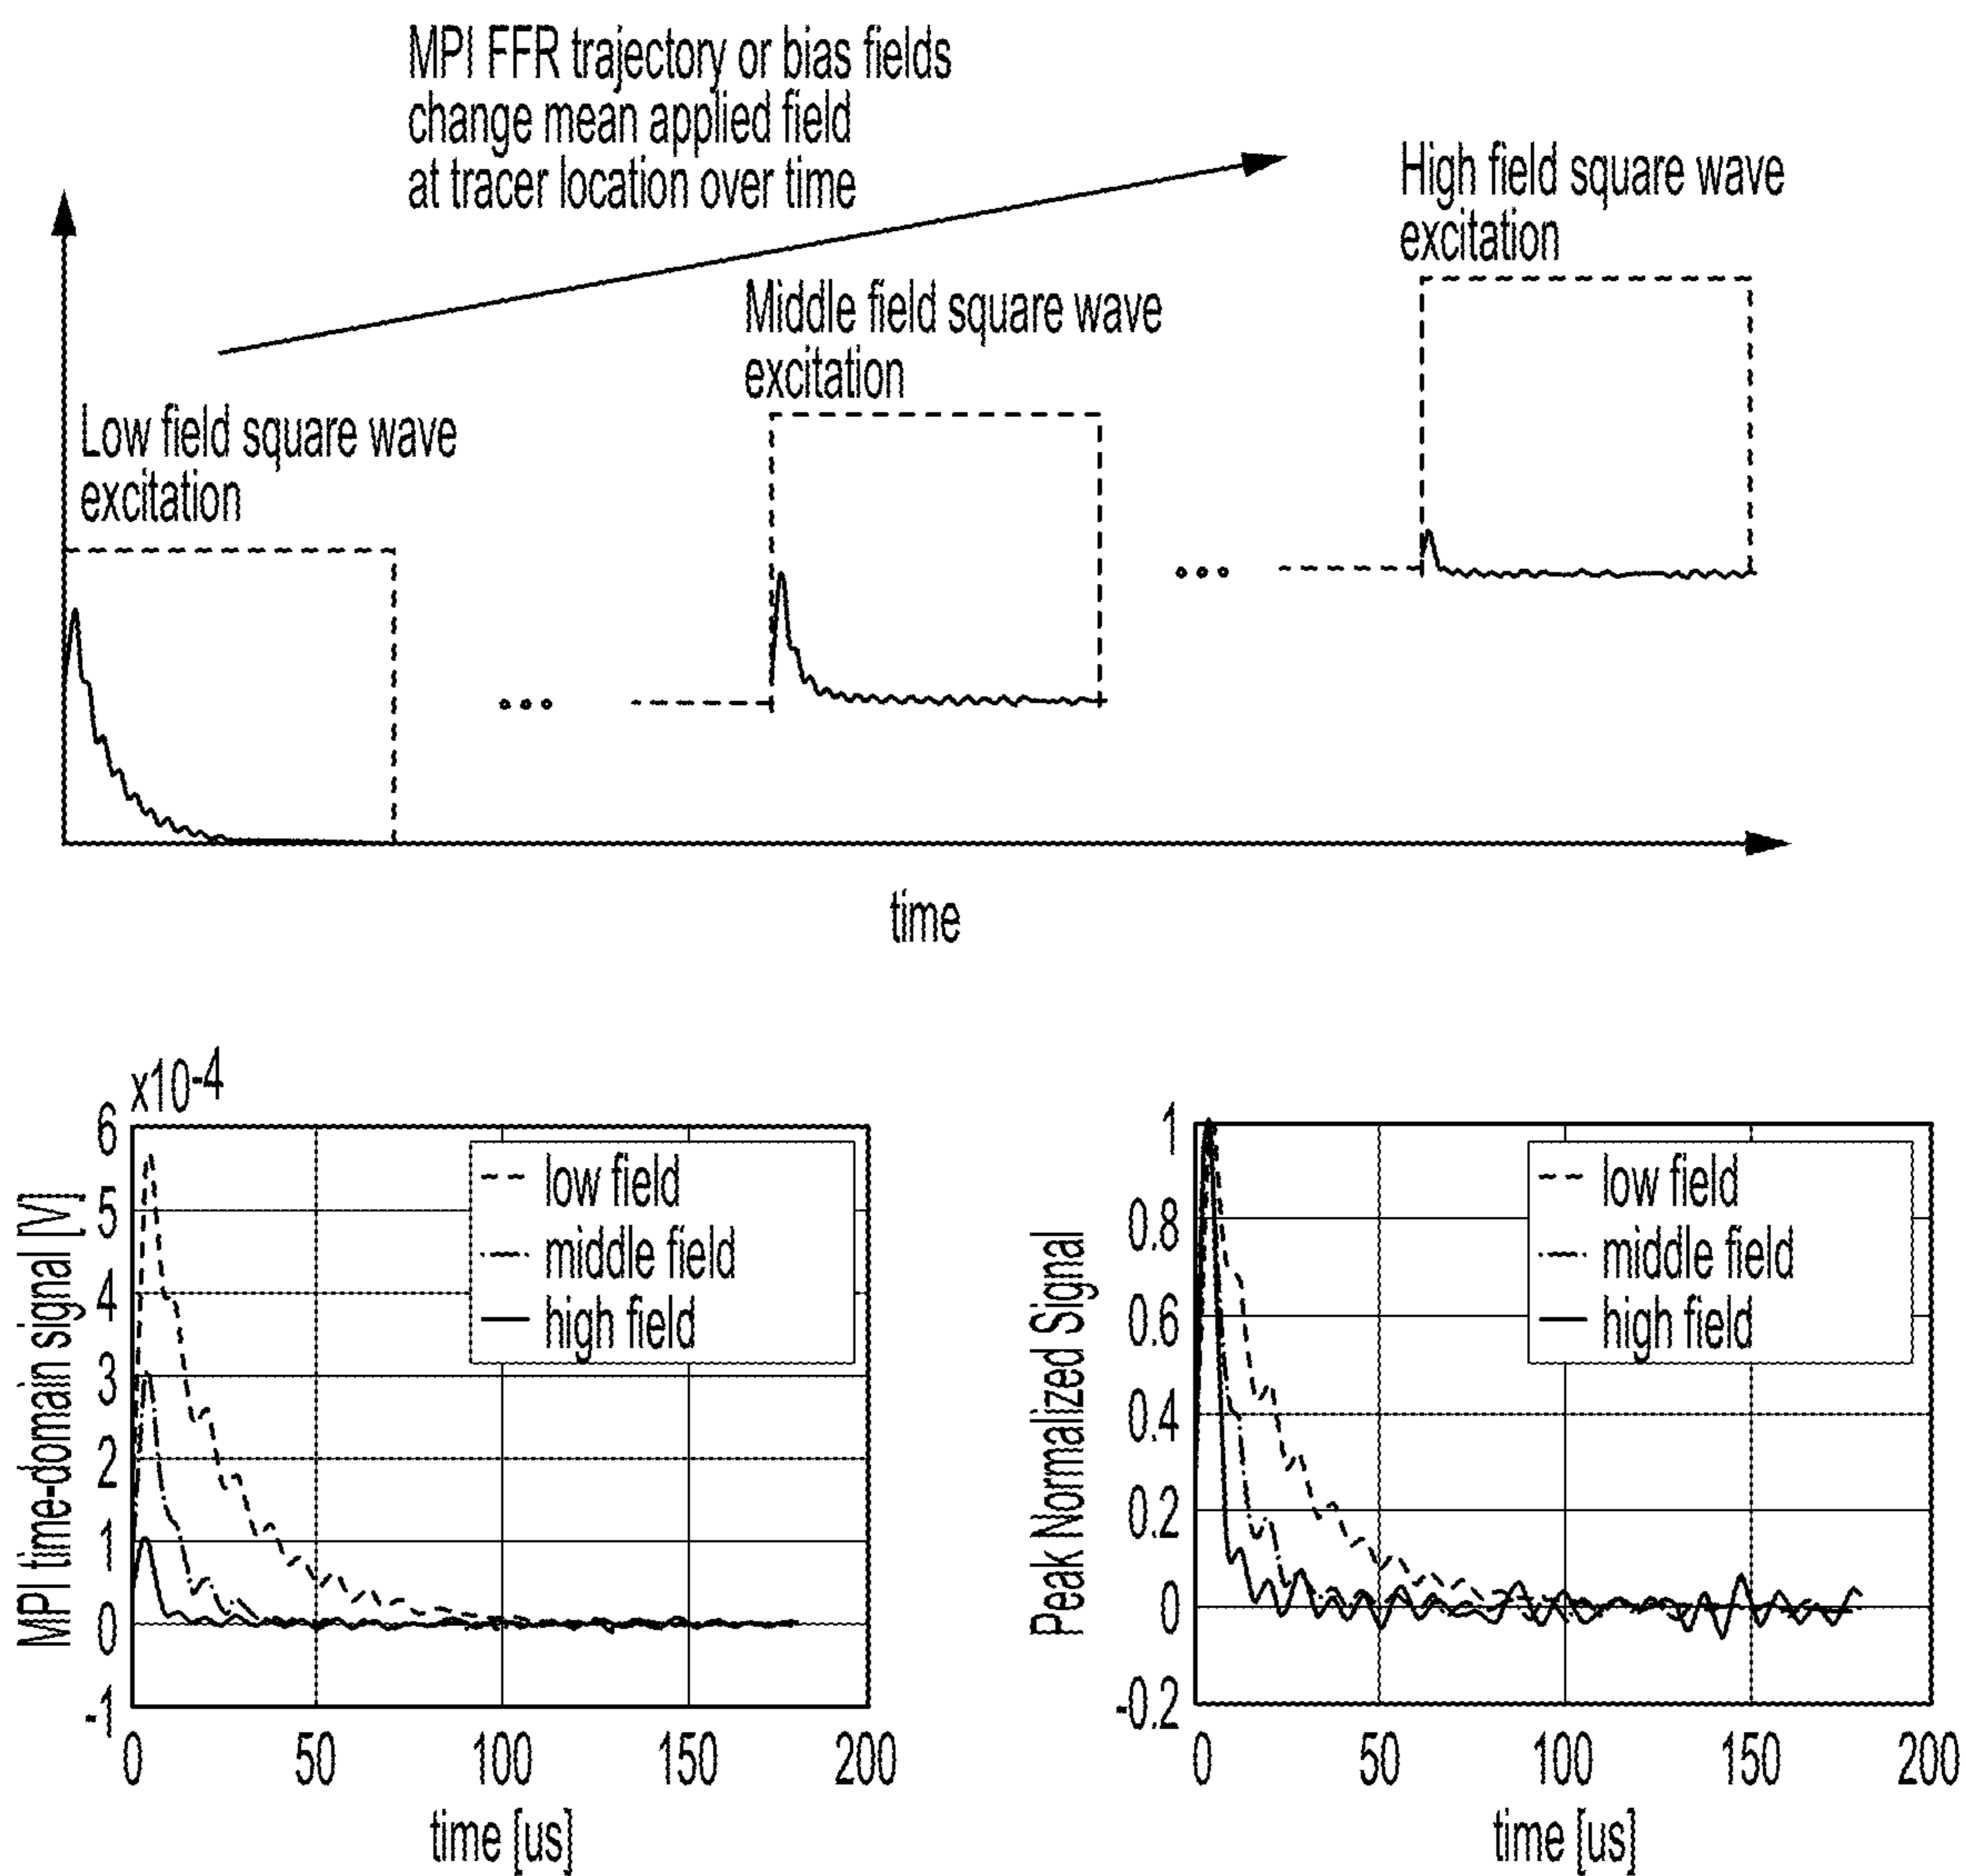 MPI FFR trajectory or bias fields
change mean applied field
at tracer location over time
High field square wave
excitation
Middle field square wave
excitation
Low field square wave
excitation
time
x10-4
6
5
4
3
2
1
0
-1
0
50
100
150
200
MPI time-domain signal [V]
time [us]
low field
middle field
high field
1
0.8
0.6
0.4
0.2
0
-0.2
0
50
100
150
200
Peak Normalized Signal
time [us]
low field
middle field
high field